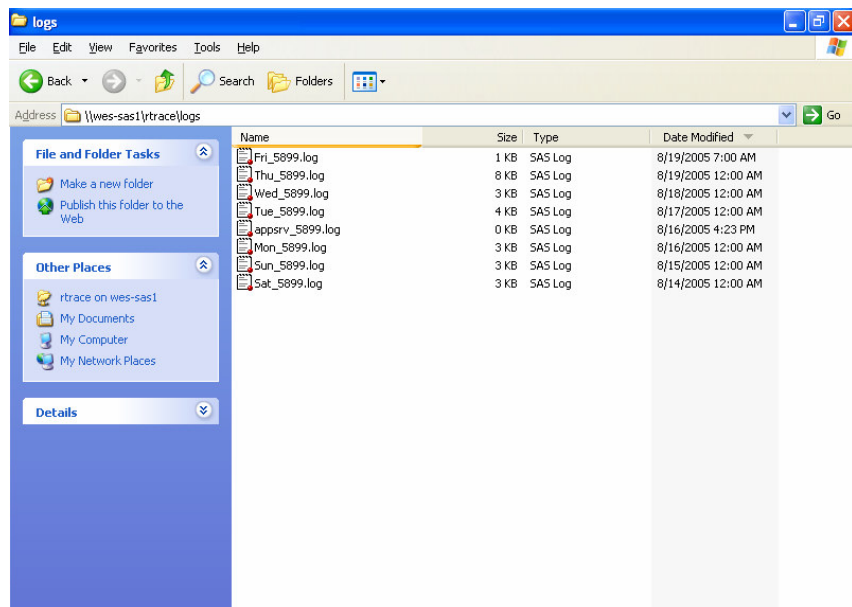 logs
File Edit View Favorites Tools Help
Back Search Folders
Address \\wes-sas1\rtrace\logs Go
File and Folder Tasks
Make a new folder
Publish this folder to the
Web
Other Places
rtrace on wes-sas1
My Documents
My Computer
My Network Places
Details
Name Size Type Date Modified
Fri_5899.log 1 KB SAS Log 8/19/2005 7:00 AM
Thu_5899.log 8 KB SAS Log 8/19/2005 12:00 AM
Wed_5899.log 3 KB SAS Log 8/18/2005 12:00 AM
Tue_5899.log 4 KB SAS Log 8/17/2005 12:00 AM
appsrv_5899.log 0 KB SAS Log 8/16/2005 4:23 PM
Mon_5899.log 3 KB SAS Log 8/16/2005 12:00 AM
Sun_5899.log 3 KB SAS Log 8/15/2005 12:00 AM
Sat_5899.log 3 KB SAS Log 8/14/2005 12:00 AM